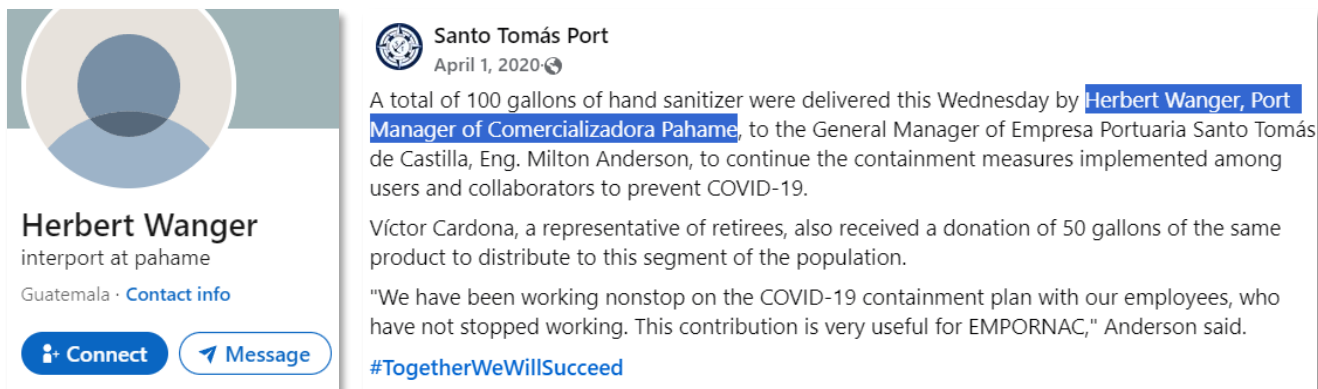 Herbert Wanger
interport at pahame
Guatemala · Contact info
Connect
Message
Santo Tomás Port
April 1, 2020·
A total of 100 gallons of hand sanitizer were delivered this Wednesday by Herbert Wanger, Port
Manager of Comercializadora Pahame, to the General Manager of Empresa Portuaria Santo Tomás
de Castilla, Eng. Milton Anderson, to continue the containment measures implemented among
users and collaborators to prevent COVID-19.
Víctor Cardona, a representative of retirees, also received a donation of 50 gallons of the same
product to distribute to this segment of the population.
"We have been working nonstop on the COVID-19 containment plan with our employees, who
have not stopped working. This contribution is very useful for EMPORNAC," Anderson said.
#TogetherWeWillSucceed